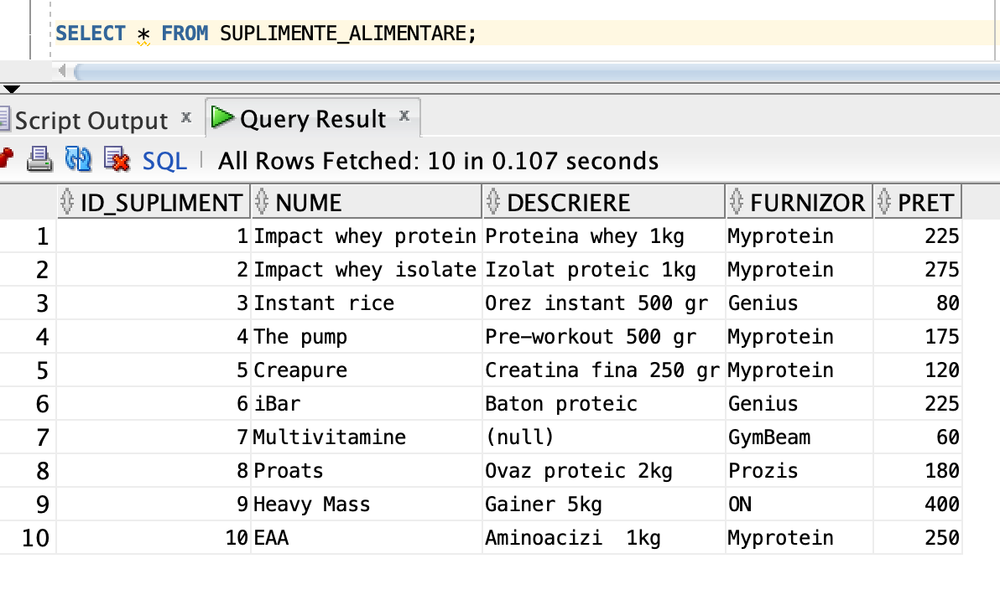 SELECT * FROM SUPLIMENTE_ALIMENTARE;
Script Output x Query Result x
SQL | All Rows Fetched: 10 in 0.107 seconds
ID_SUPLIMENT NUME DESCRIERE FURNIZOR PRET
1 1 Impact whey protein Proteina whey 1kg Myprotein 225
2 2 Impact whey isolate Izolat proteic 1kg Myprotein 275
3 3 Instant rice Orez instant 500 gr Genius 80
4 4 The pump Pre-workout 500 gr Myprotein 175
5 5 Creapure Creatina fina 250 gr Myprotein 120
6 6 iBar Baton proteic Genius 225
7 7 Multivitamine (null) GymBeam 60
8 8 Proats Ovaz proteic 2kg Prozis 180
9 9 Heavy Mass Gainer 5kg ON 400
10 10 EAA Aminoacizi  1kg Myprotein 250